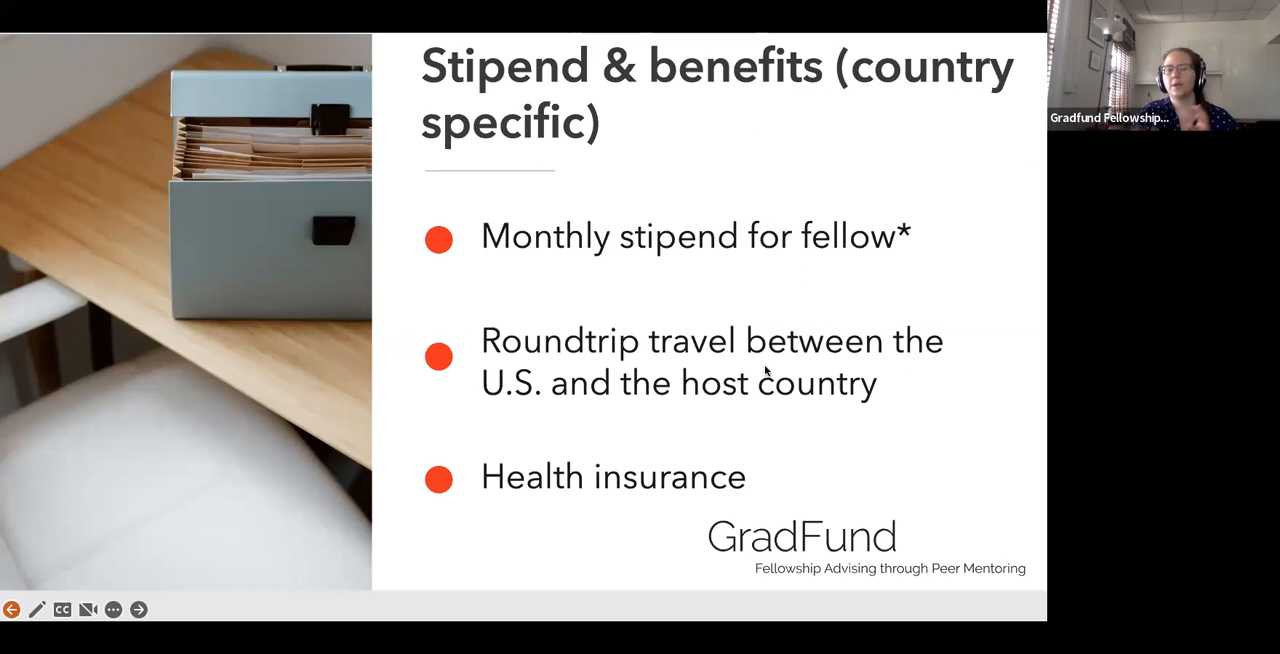 Stipend & benefits (country
specific)
Monthly stipend for fellow*
Roundtrip travel between the
U.S. and the host country
Health insurance
GradFund
Fellowship Advising through Peer Mentoring
Gradfund Fellowship...
CC